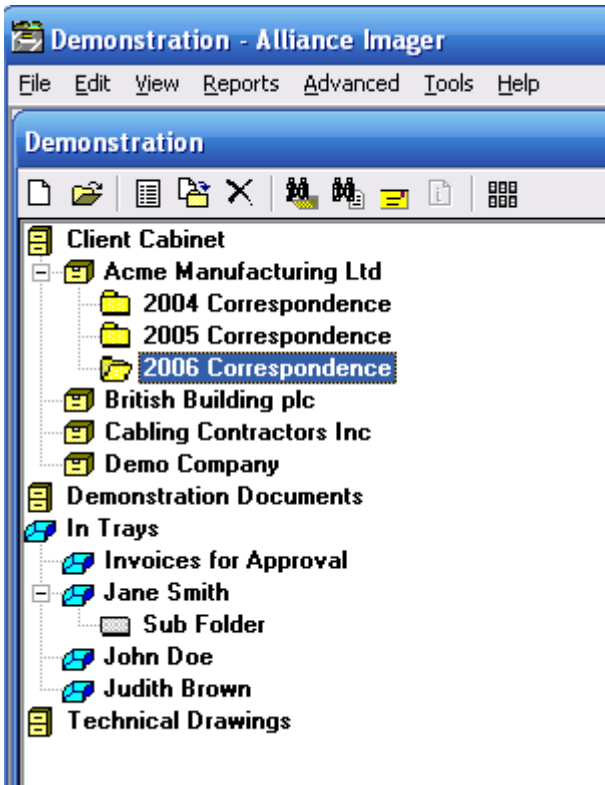 Demonstration - Alliance Imager
File Edit View Reports Advanced Tools Help
Demonstration
Client Cabinet
Acme Manufacturing Ltd
2004 Correspondence
2005 Correspondence
2006 Correspondence
British Building plc
Cabling Contractors Inc
Demo Company
Demonstration Documents
In Trays
Invoices for Approval
Jane Smith
Sub Folder
John Doe
Judith Brown
Technical Drawings